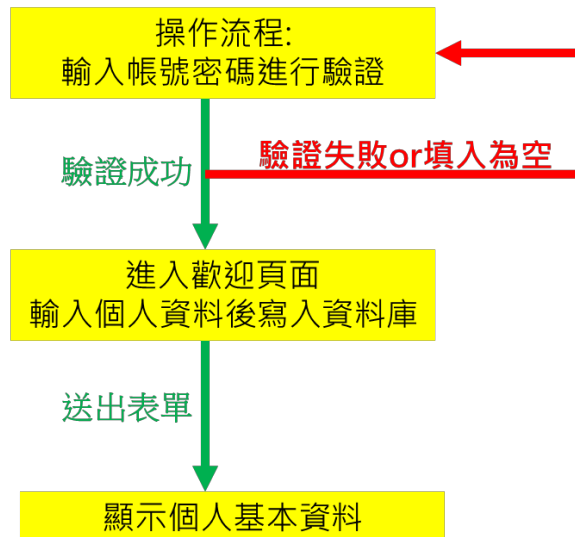 操作流程:
輸入帳號密碼進行驗證
驗證成功
驗證失敗or填入為空
進入歡迎頁面
輸入個人資料後寫入資料庫
送出表單
顯示個人基本資料